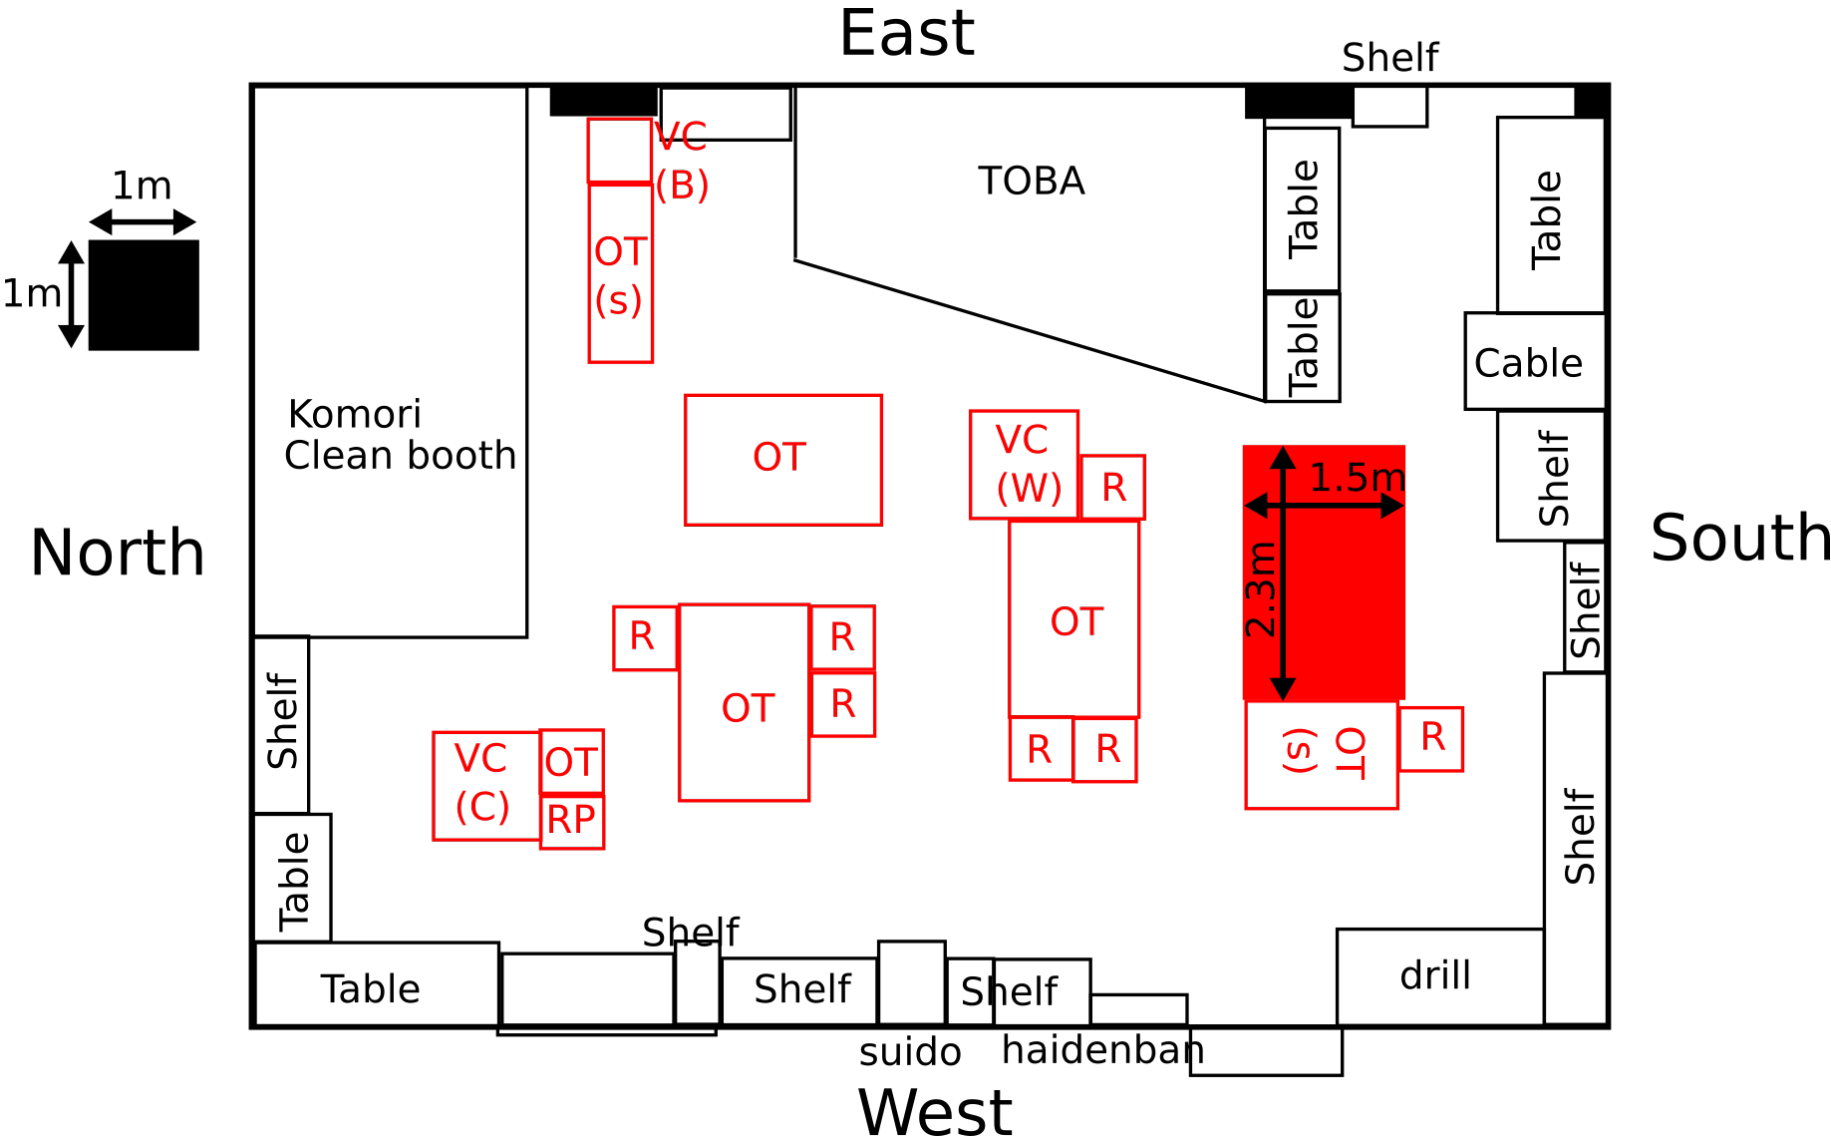 East
Shelf
1m
1m
VC
(B)
OT
(s)
TOBA
Table
Table
Table
Cable
Shelf
Shelf
Shelf
Komori
Clean booth
OT
VC
(W)
R
OT
R
R
1.5m
2.3m
OT
(s)
R
North
South
R
OT
R
R
Shelf
VC
(C)
OT
RP
Table
Table
Shelf
Shelf
Shelf
drill
suido
haidenban
West